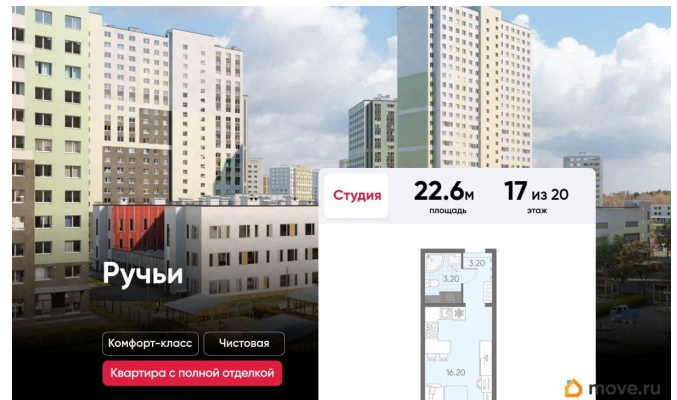 Студия
22.6м
площадь
17 из 20
этаж
3.20
3.20
16.20
Ручьи
Комфорт-класс
Чистовая
Квартира с полной отделкой
move.ru